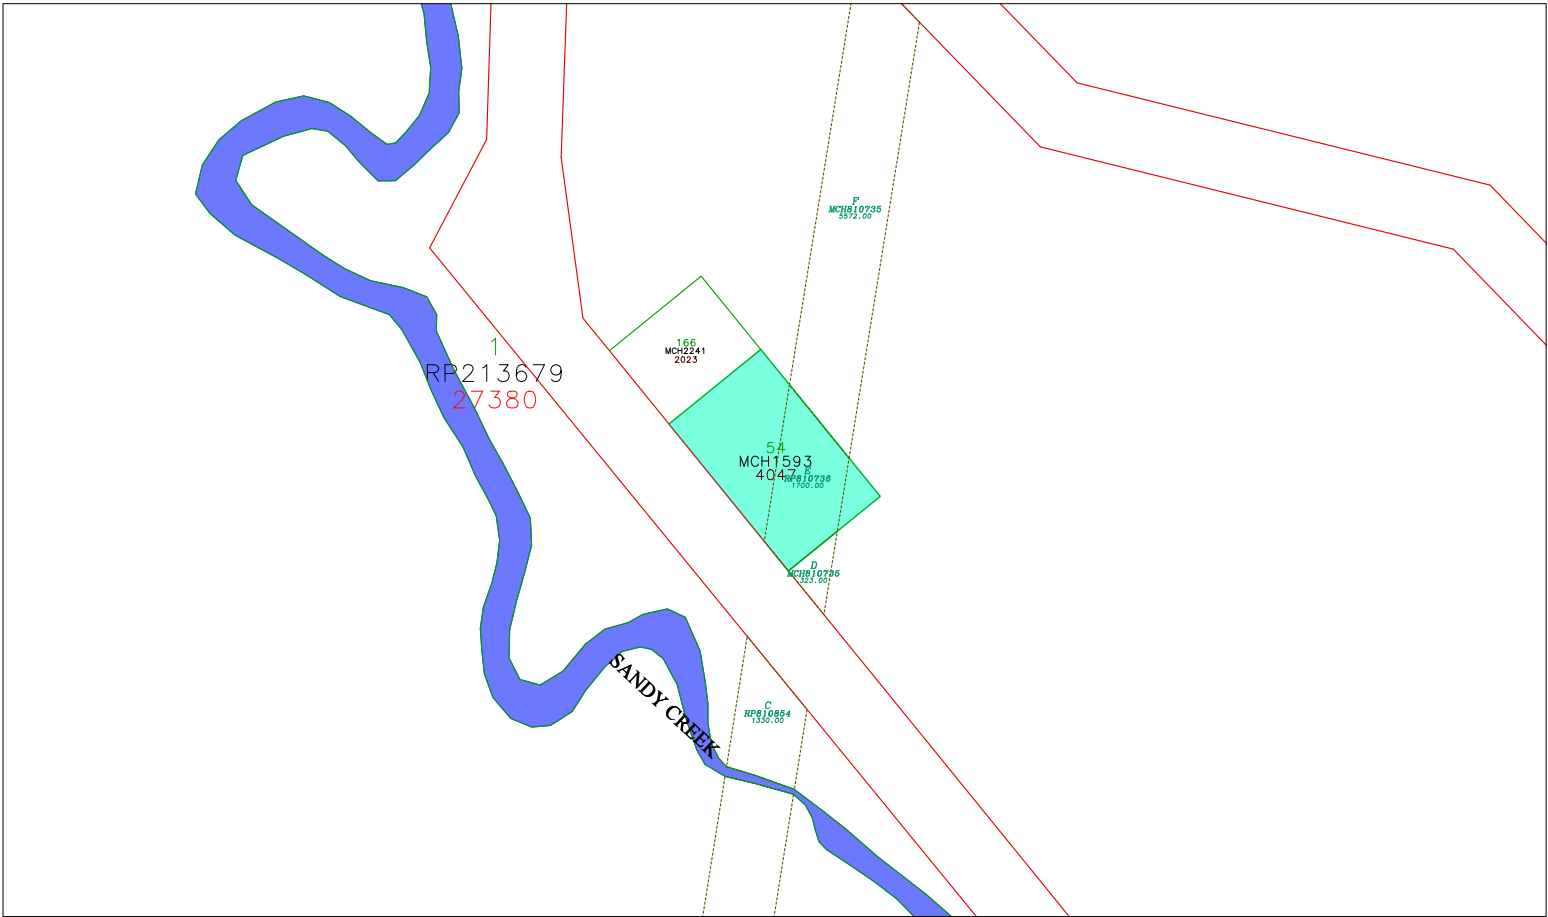 F
MCH810735
5572.00
166
MCH2241
2023
1
RP213679
27380
54
MCH1593
4047
E
RP810736
1700.00
D
MCH810735
323.00
SANDY CREEK
C
RP810854
1330.00